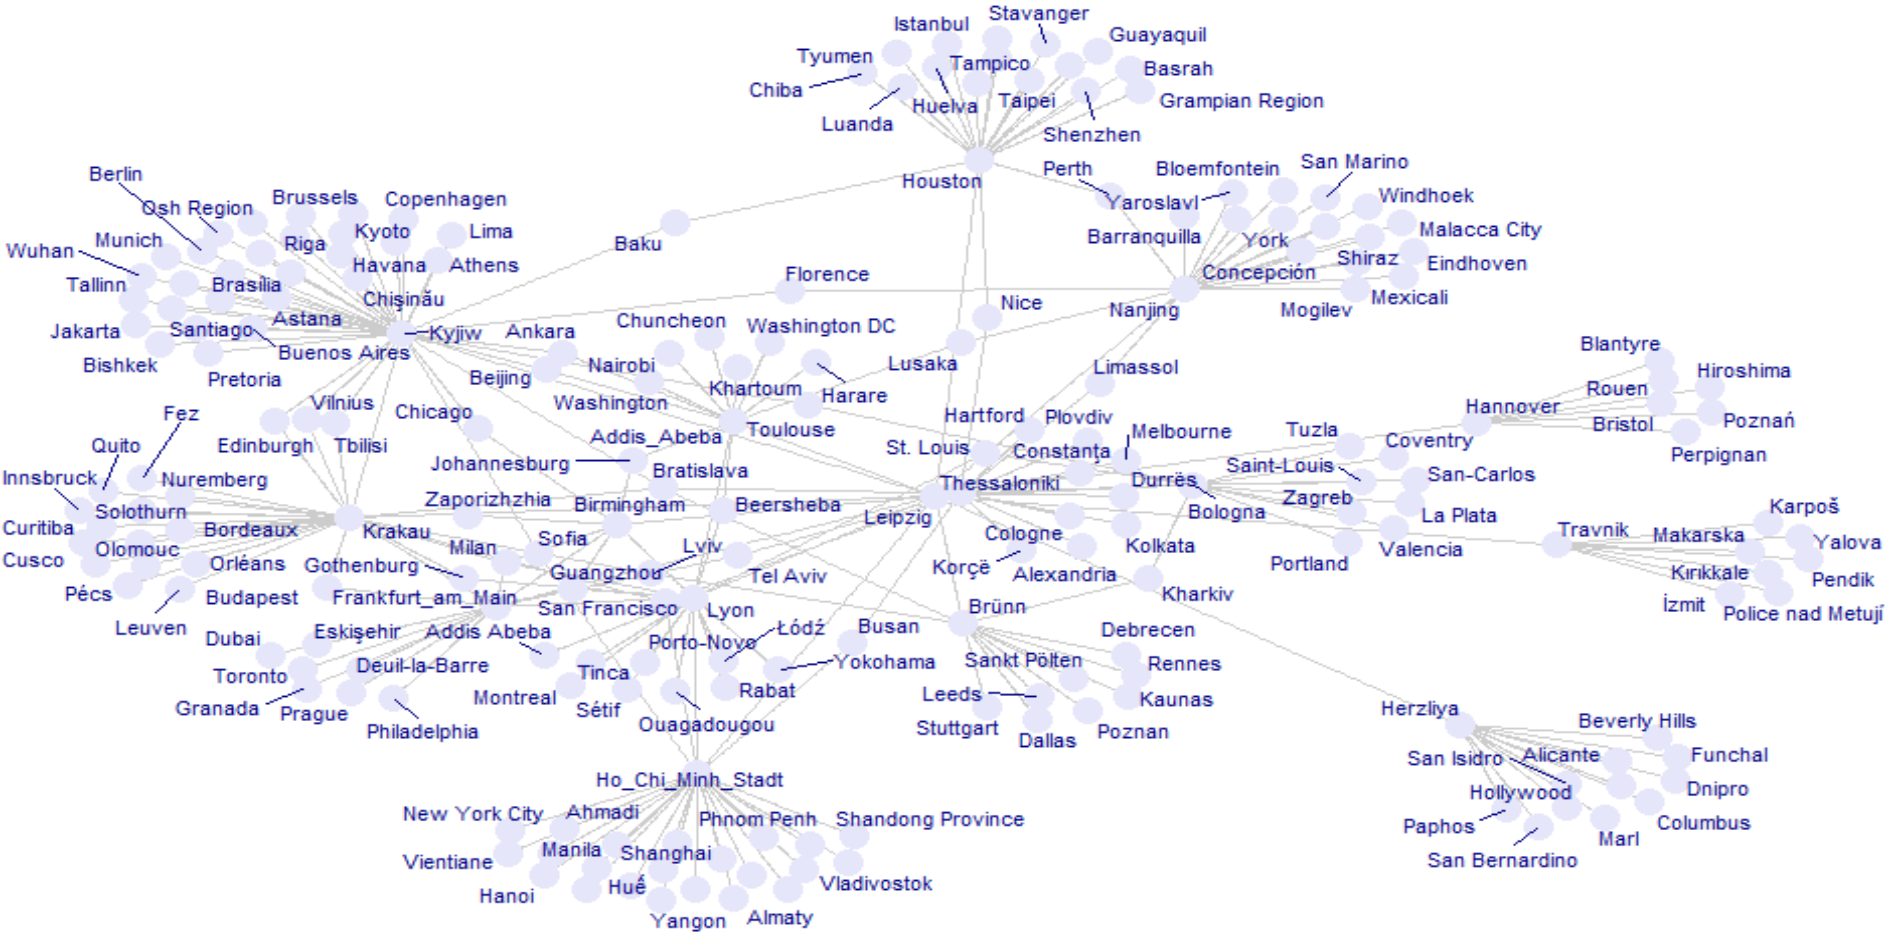 Stavanger
Istanbul
Guayaquil
Tyumen
Tampico
Basrah
Chiba
Huelva
Taipei
Grampian Region
Luanda
Shenzhen
Houston
Perth
Bloemfontein
San Marino
Yaroslavl
Windhoek
Barranquilla
York
Malacca City
Concepción
Shiraz
Eindhoven
Nanjing
Mogilev
Mexicali
Berlin
Osh Region
Brussels
Copenhagen
Wuhan
Munich
Riga
Kyoto
Lima
Tallinn
Brasília
Havana
Athens
Chişinău
Jakarta
Santiago
Astana
Kyjiw
Bishkek
Buenos Aires
Pretoria
Baku
Florence
Nice
Ankara
Chuncheon
Washington DC
Beijing
Nairobi
Khartoum
Lusaka
Limassol
Washington
Harare
Fez
Vilnius
Chicago
Addis_Abeba
Toulouse
Hartford
Plovdiv
Melbourne
Edinburgh
Tbilisi
Quito
Johannesburg
Bratislava
St. Louis
Constanţa
Innsbruck
Nuremberg
Zaporizhzhia
Birmingham
Beersheba
Thessaloniki
Durrës
Curitiba
Solothurn
Bordeaux
Krakau
Leipzig
Bologna
Cusco
Olomouc
Orléans
Milan
Sofia
Lviv
Cologne
Kolkata
Gothenburg
Guangzhou
Tel Aviv
Korçë
Alexandria
Pécs
Budapest
Frankfurt_am_Main
San Francisco
Lyon
Brünn
Kharkiv
Leuven
Dubai
Eskişehir
Addis Abeba
Porto-Novo
Łódź
Busan
Debrecen
Toronto
Deuil-la-Barre
Tinca
Yokohama
Sankt Pölten
Rennes
Granada
Prague
Montreal
Sétif
Rabat
Leeds
Kaunas
Philadelphia
Ouagadougou
Stuttgart
Dallas
Poznan
Blantyre
Hiroshima
Rouen
Hannover
Poznań
Bristol
Perpignan
Tuzla
Coventry
Saint-Louis
San-Carlos
Zagreb
La Plata
Portland
Valencia
Travnik
Karpoš
Makarska
Yalova
Kırıkkale
Pendik
İzmit
Police nad Metují
Herzliya
Beverly Hills
San Isidro
Alicante
Funchal
Hollywood
Dnipro
Paphos
Columbus
Marl
San Bernardino
Ho_Chi_Minh_Stadt
New York City
Ahmadi
Phnom Penh
Shandong Province
Vientiane
Manila
Shanghai
Hanoi
Huế
Vladivostok
Yangon
Almaty